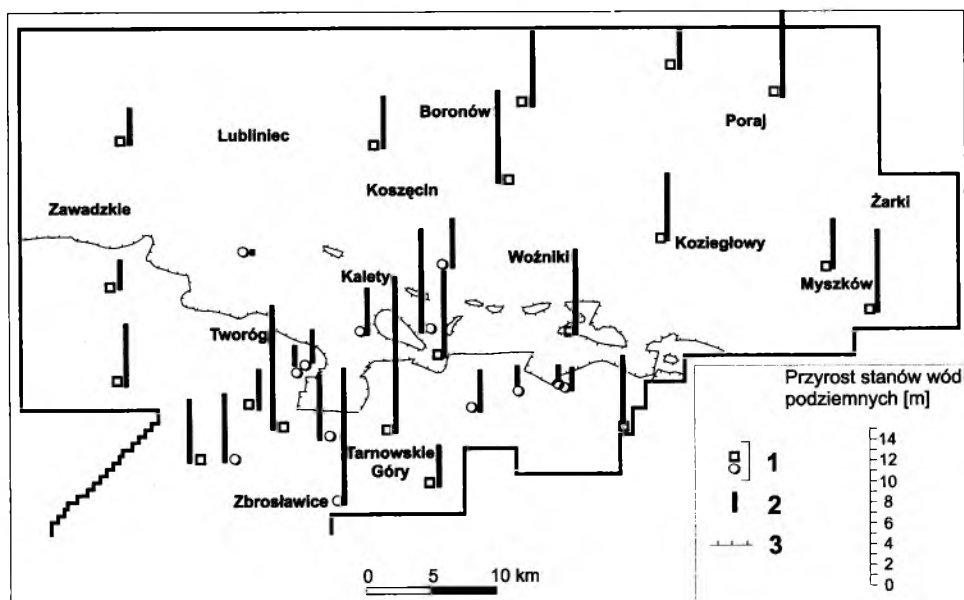 Boronów
Lubliniec
Poraj
Koszęcin
Żarki
Zawadzkie
Koziegłowy
Woźniki
Kalety
Myszków
Tworóg
Tarnowskie
Góry
Zbrosławice
Przyrost stanów wód
podziemnych [m]
14
12
10
8
6
4
2
0
1
2
3
0 5 10 km